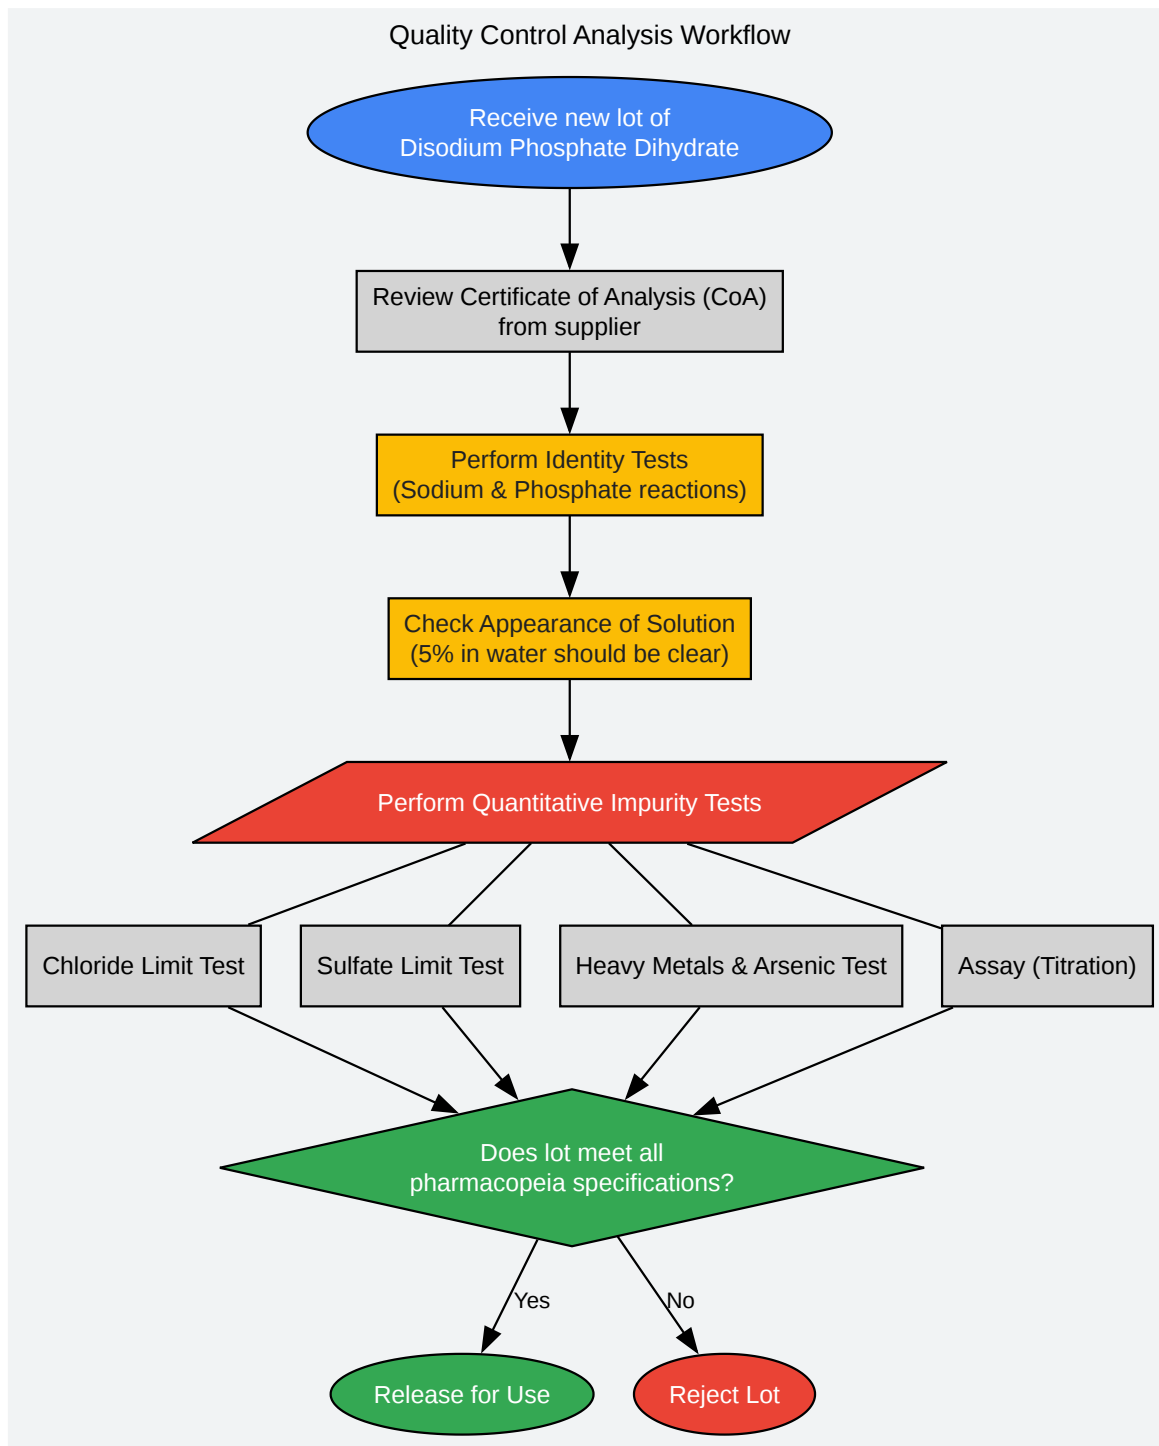 Quality Control Analysis Workflow
Receive new lot of
Disodium Phosphate Dihydrate
Review Certificate of Analysis (CoA)
from supplier
Perform Identity Tests
(Sodium & Phosphate reactions)
Check Appearance of Solution
(5% in water should be clear)
Perform Quantitative Impurity Tests
Chloride Limit Test
Sulfate Limit Test
Heavy Metals & Arsenic Test
Assay (Titration)
Does lot meet all
pharmacopeia specifications?
Yes
No
Release for Use
Reject Lot